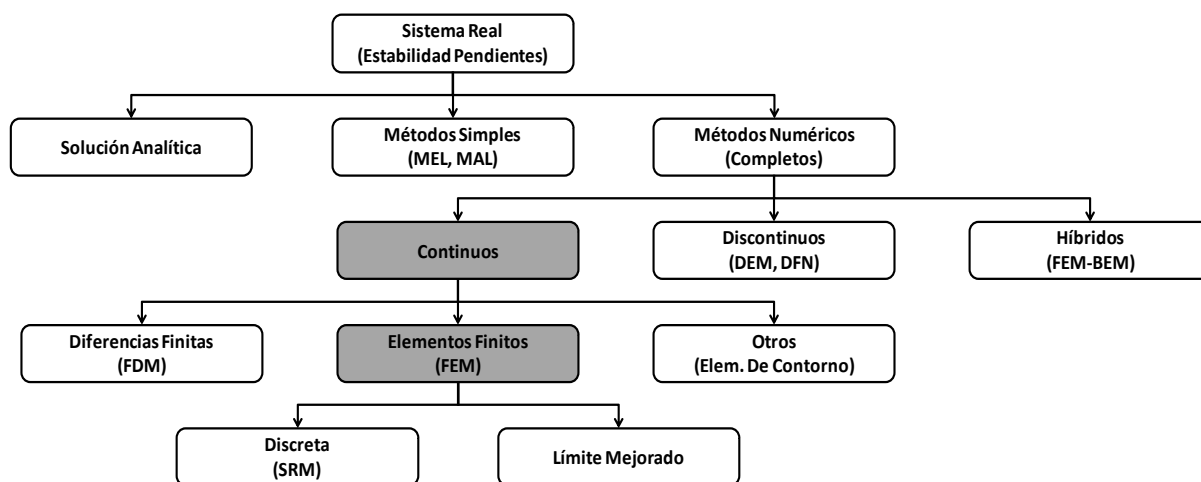 Sistema Real
(Estabilidad Pendientes)
Solución Analítica
Métodos Simples
(MEL, MAL)
Métodos Numéricos
(Completos)
Continuos
Discontinuos
(DEM, DFN)
Híbridos
(FEM-BEM)
Diferencias Finitas
(FDM)
Elementos Finitos
(FEM)
Otros
(Elem. De Contorno)
Discreta
(SRM)
Límite Mejorado